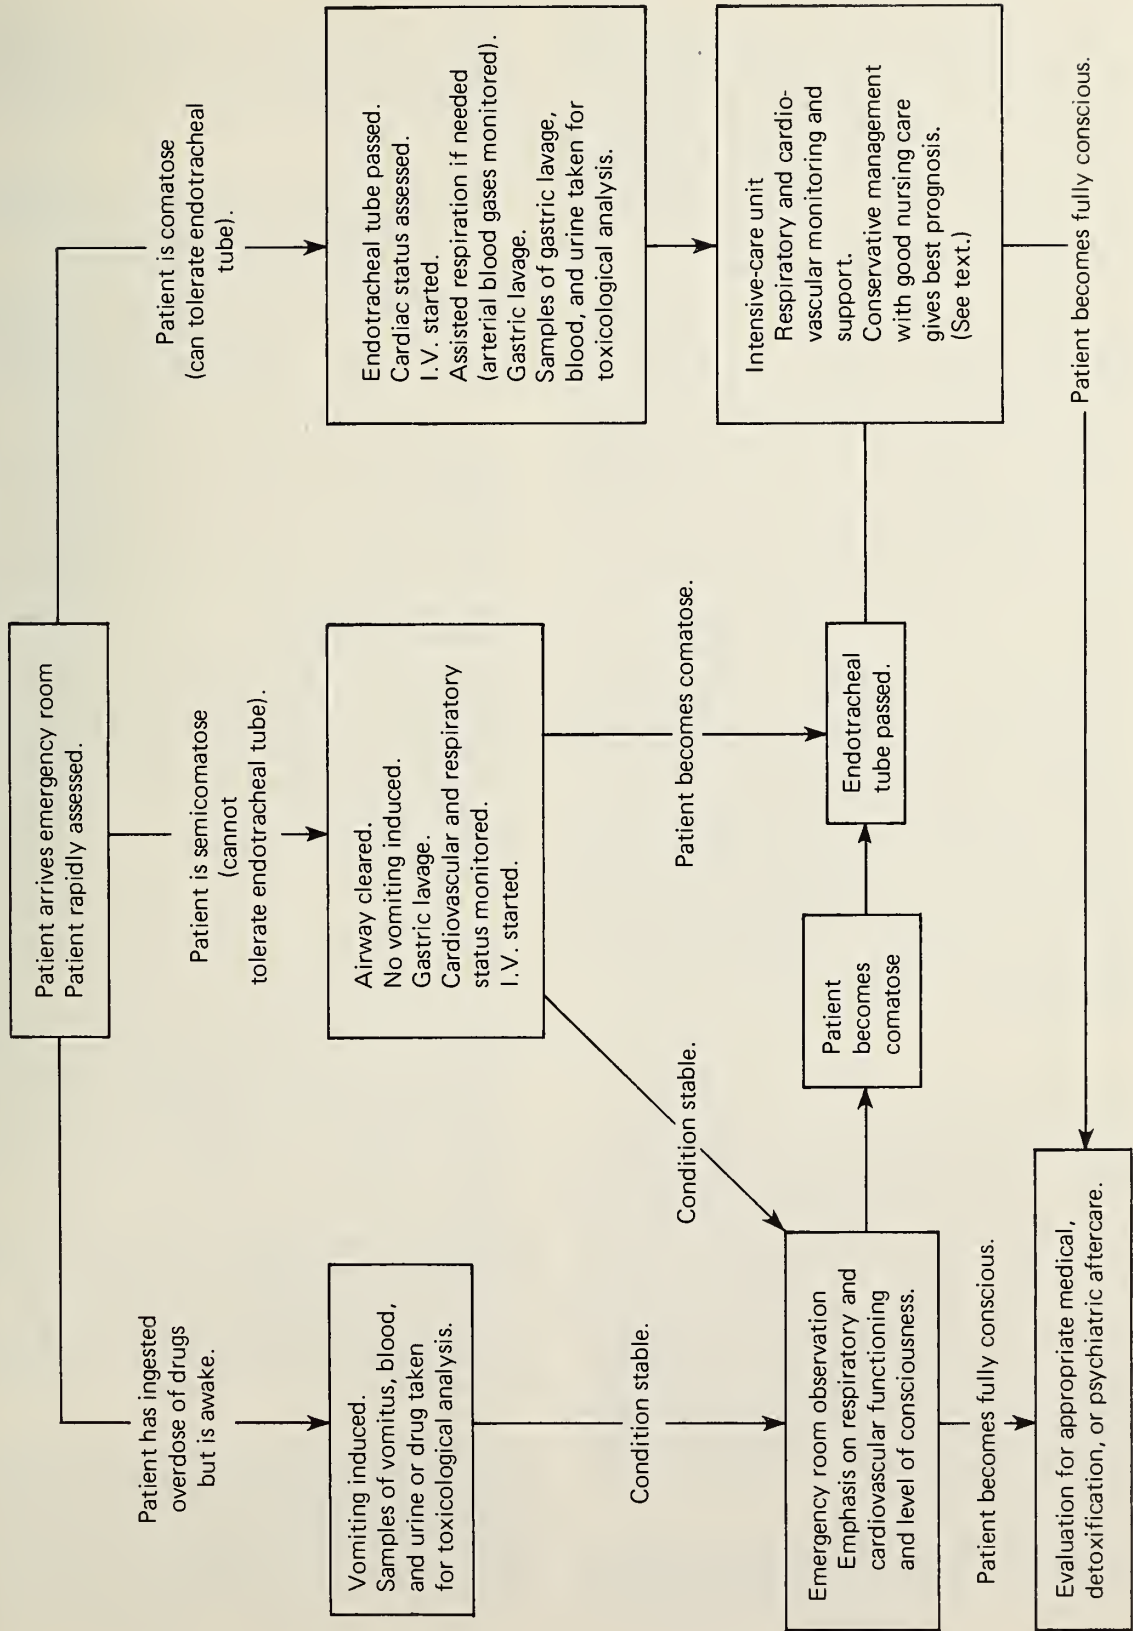 Patient arrives emergency room
Patient rapidly assessed.
Patient has ingested
overdose of drugs
but is awake.
Patient is semicomatose
(cannot
tolerate endotracheal tube).
Patient is comatose
(can tolerate endotracheal
tube).
Vomiting induced.
Samples of vomitus, blood,
and urine or drug taken
for toxicological analysis.
Airway cleared.
No vomiting induced.
Gastric lavage.
Cardiovascular and respiratory
status monitored.
I.V. started.
Endotracheal tube passed.
Cardiac status assessed.
I.V. started.
Assisted respiration if needed
(arterial blood gases monitored).
Gastric lavage.
Samples of gastric lavage,
blood, and urine taken for
toxicological analysis.
Condition stable.
Condition stable.
Patient becomes comatose.
Emergency room observation
Emphasis on respiratory and
cardiovascular functioning
and level of consciousness.
Patient
becomes
comatose
Endotracheal
tube passed.
Intensive-care unit
Respiratory and cardio-
vascular monitoring and
support.
Conservative management
with good nursing care
gives best prognosis.
(See text.)
Patient becomes fully conscious.
Patient becomes fully conscious.
Evaluation for appropriate medical,
detoxification, or psychiatric aftercare.